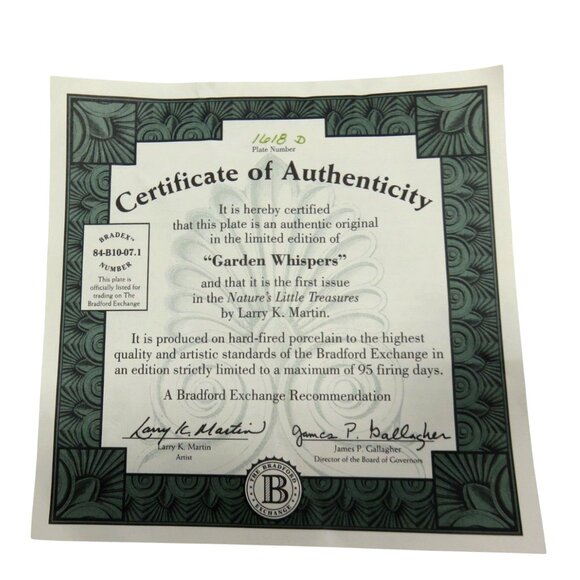 1618 D
Plate Number
Certificate of Authenticity
It is hereby certified
that this plate is an authentic original
in the limited edition of
“Garden Whispers”
and that it is the first issue
in the Nature's Little Treasures
by Larry K. Martin.
BRADEX™
84-B10-07.1
NUMBER
This plate is
officially listed for
trading on The
Bradford Exchange
It is produced on hard-fired porcelain to the highest
quality and artistic standards of the Bradford Exchange in
an edition strictly limited to a maximum of 95 firing days.
A Bradford Exchange Recommendation
Larry K. Martin
Larry K. Martin
Artist
James P. Gallagher
James P. Gallagher
Director of the Board of Governors
THE BRADFORD
B
EXCHANGE